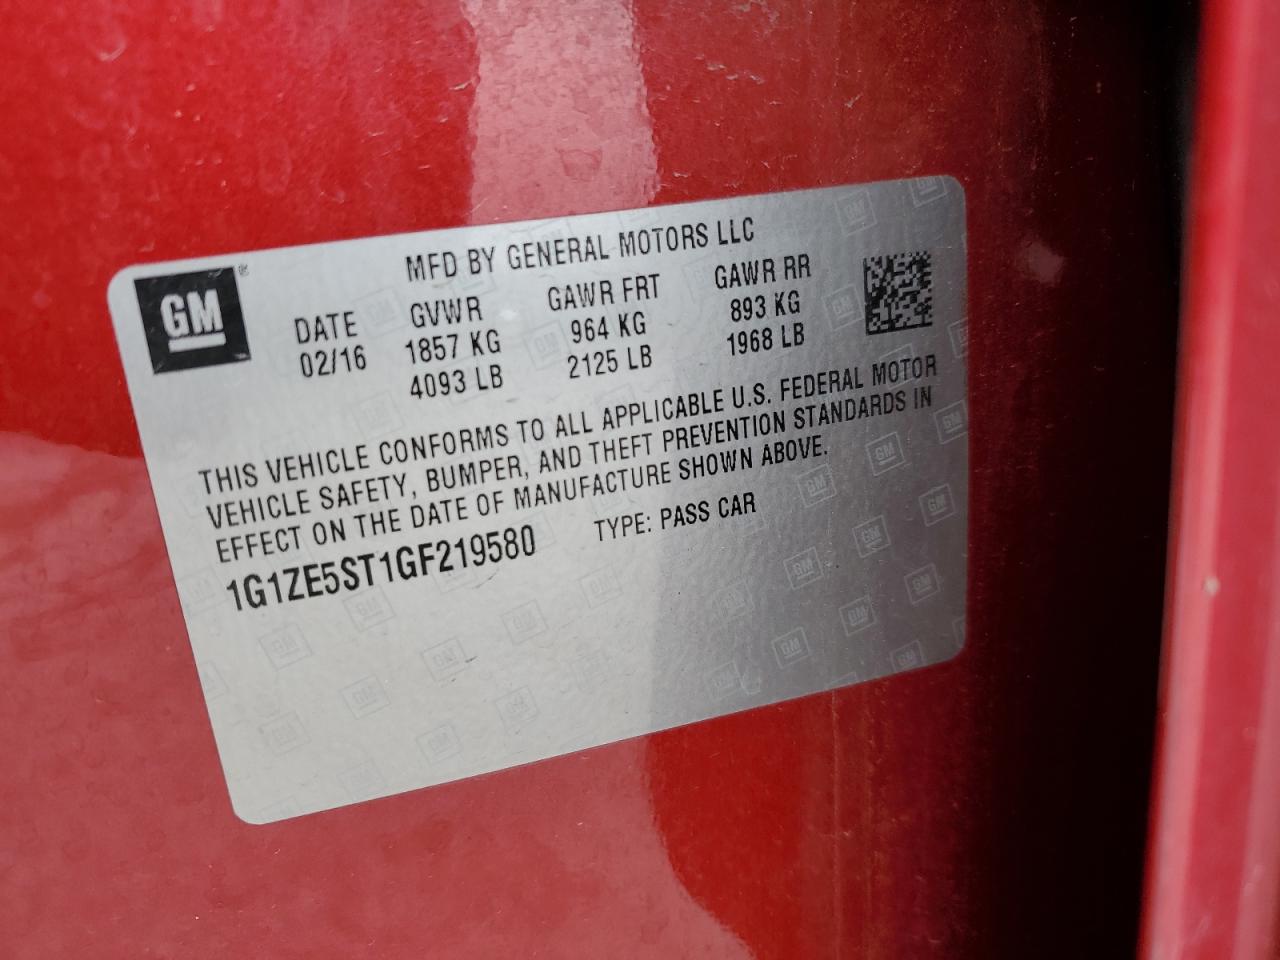 GM ®
MFD BY GENERAL MOTORS LLC
DATE GVWR GAWR FRT GAWR RR
02/16 1857 KG 964 KG 893 KG
4093 LB 2125 LB 1968 LB
THIS VEHICLE CONFORMS TO ALL APPLICABLE U.S. FEDERAL MOTOR
VEHICLE SAFETY, BUMPER, AND THEFT PREVENTION STANDARDS IN
EFFECT ON THE DATE OF MANUFACTURE SHOWN ABOVE.
1G1ZE5ST1GF219580 TYPE: PASS CAR